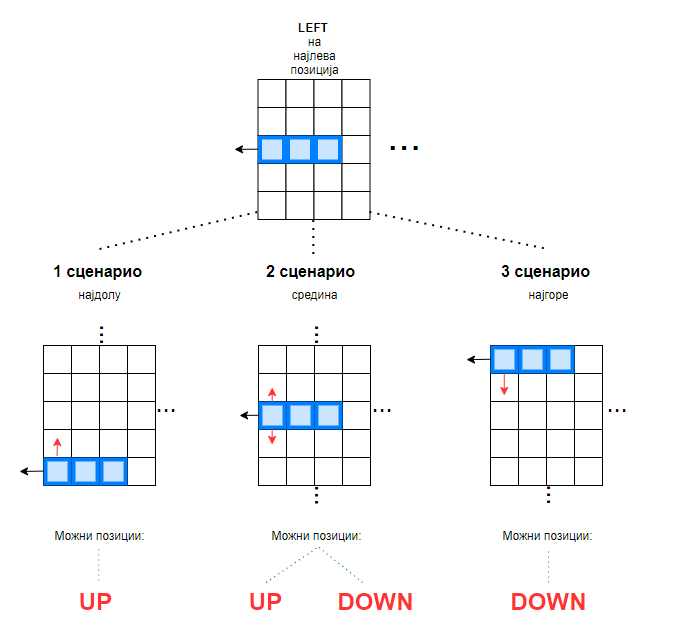 LEFT
на
најлева
позиција
1 сценарио
2 сценарио
3 сценарио
најдолу
средина
најгоре
Можни позиции:
Можни позиции:
Можни позиции:
UP
UP
DOWN
DOWN